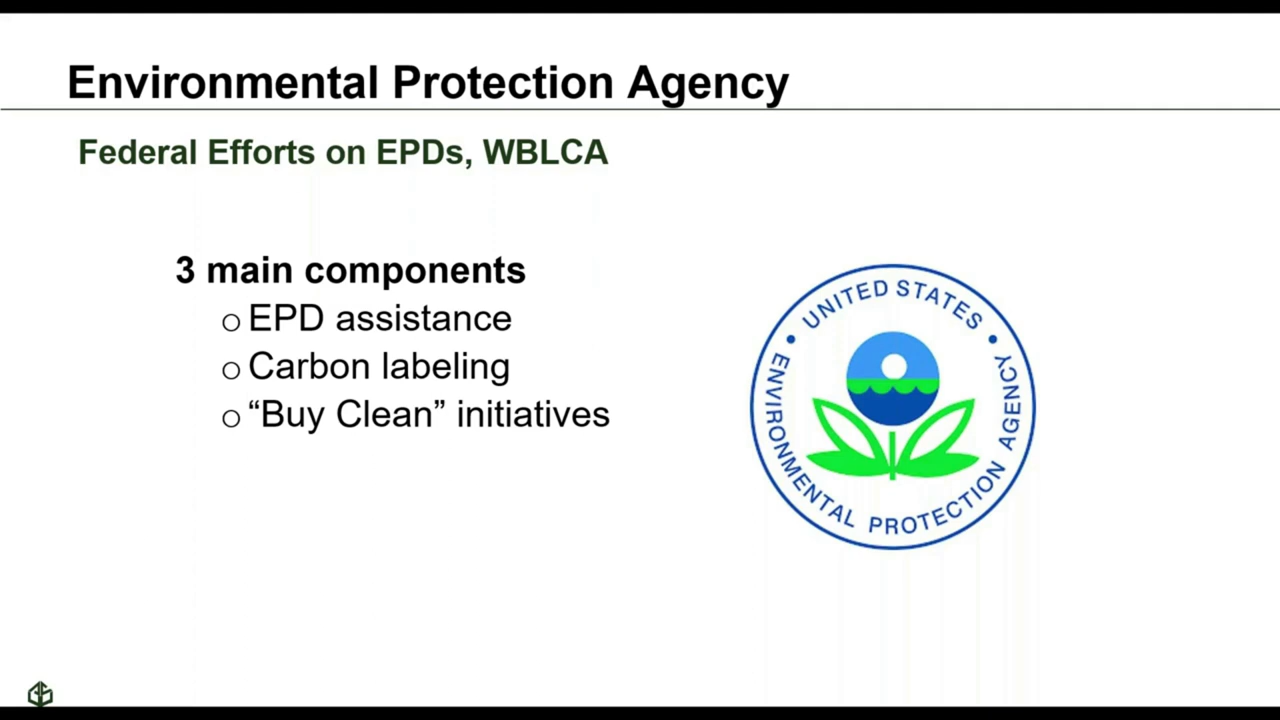 Environmental Protection Agency
Federal Efforts on EPDs, WBLCA
3 main components
o EPD assistance
o Carbon labeling
o “Buy Clean” initiatives
UNITED STATES
ENVIRONMENTAL PROTECTION AGENCY